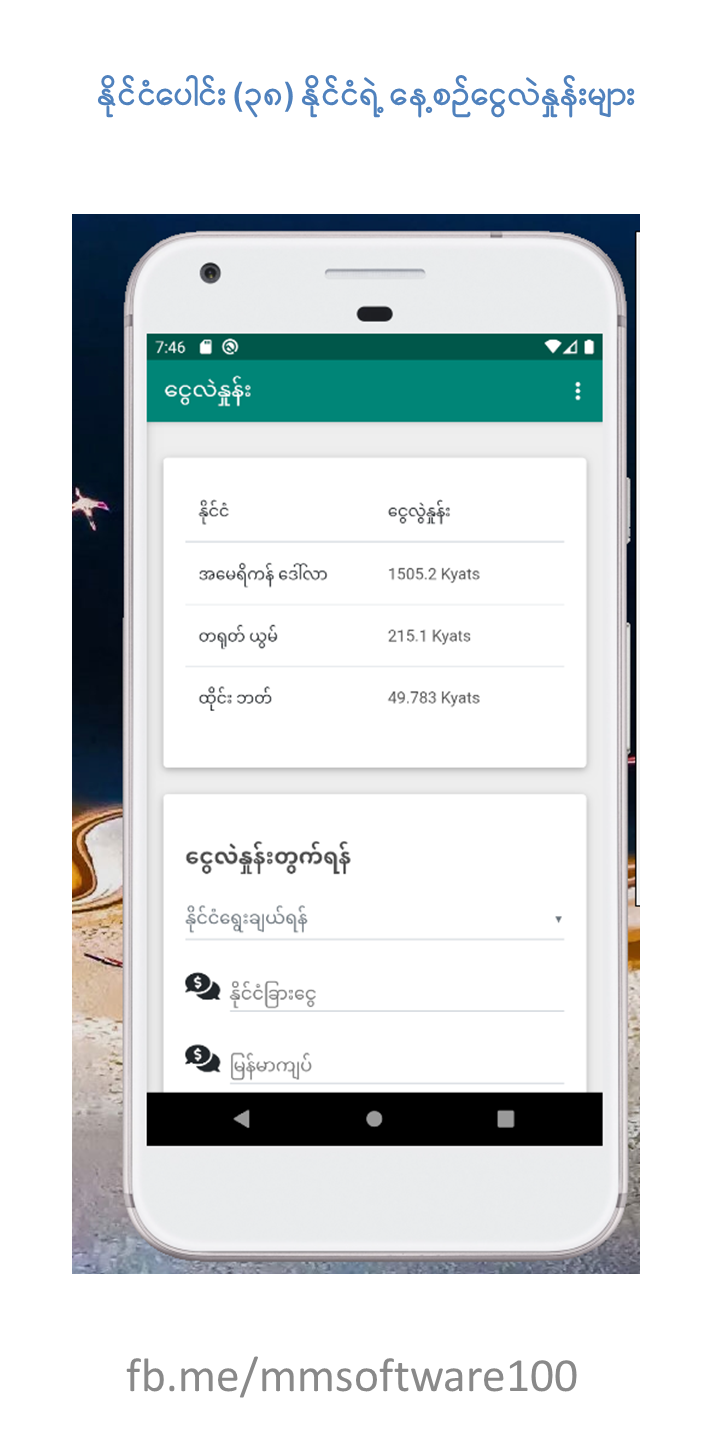 နိုင်ငံပေါင်း (၃၈) နိုင်ငံရဲ့ နေ့စဉ်ငွေလဲနှုန်းများ
7:46
ငွေလဲနှုန်း
နိုင်ငံ ငွေလွဲနှုန်း
အမေရိကန် ဒေါ်လာ 1505.2 Kyats
တရုတ် ယွမ် 215.1 Kyats
ထိုင်း ဘတ် 49.783 Kyats
ငွေလဲနှုန်းတွက်ရန်
နိုင်ငံရွေးချယ်ရန်
နိုင်ငံခြားငွေ
မြန်မာကျပ်
fb.me/mmsoftware100